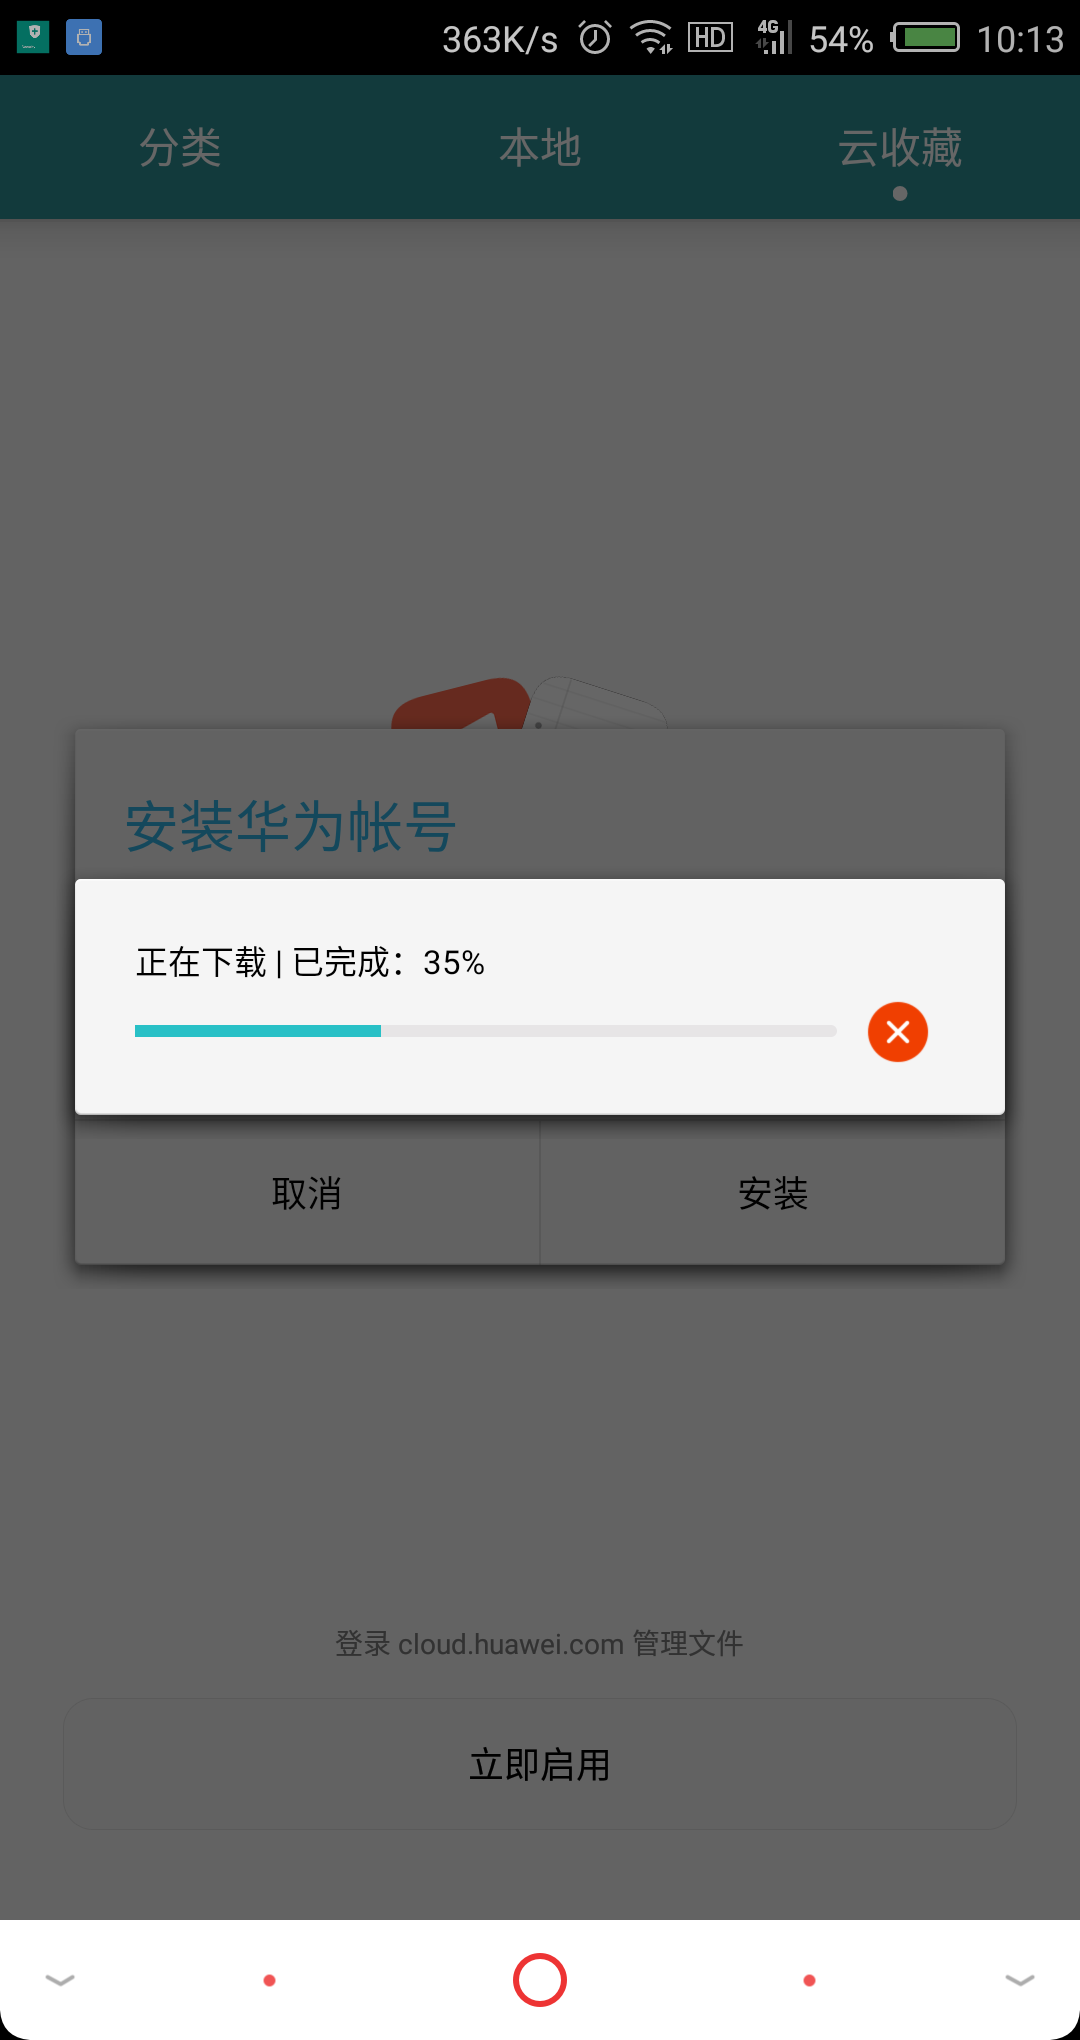 363K/s HD 4G 54% 10:13
分类 本地 云收藏
安装华为帐号
正在下载 | 已完成：35%
取消 安装
登录 cloud.huawei.com 管理文件
立即启用